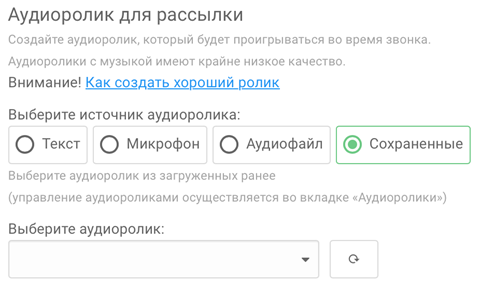 Аудиоролик для рассылки
Создайте аудиоролик, который будет проигрываться во время звонка.
Аудиоролики с музыкой имеют крайне низкое качество.
Внимание! Как создать хороший ролик
Выберите источник аудиоролика:
Текст Микрофон Аудиофайл Сохраненные
Выберите аудиоролик из загруженных ранее
(управление аудиороликами осуществляется во вкладке «Аудиоролики»)
Выберите аудиоролик: